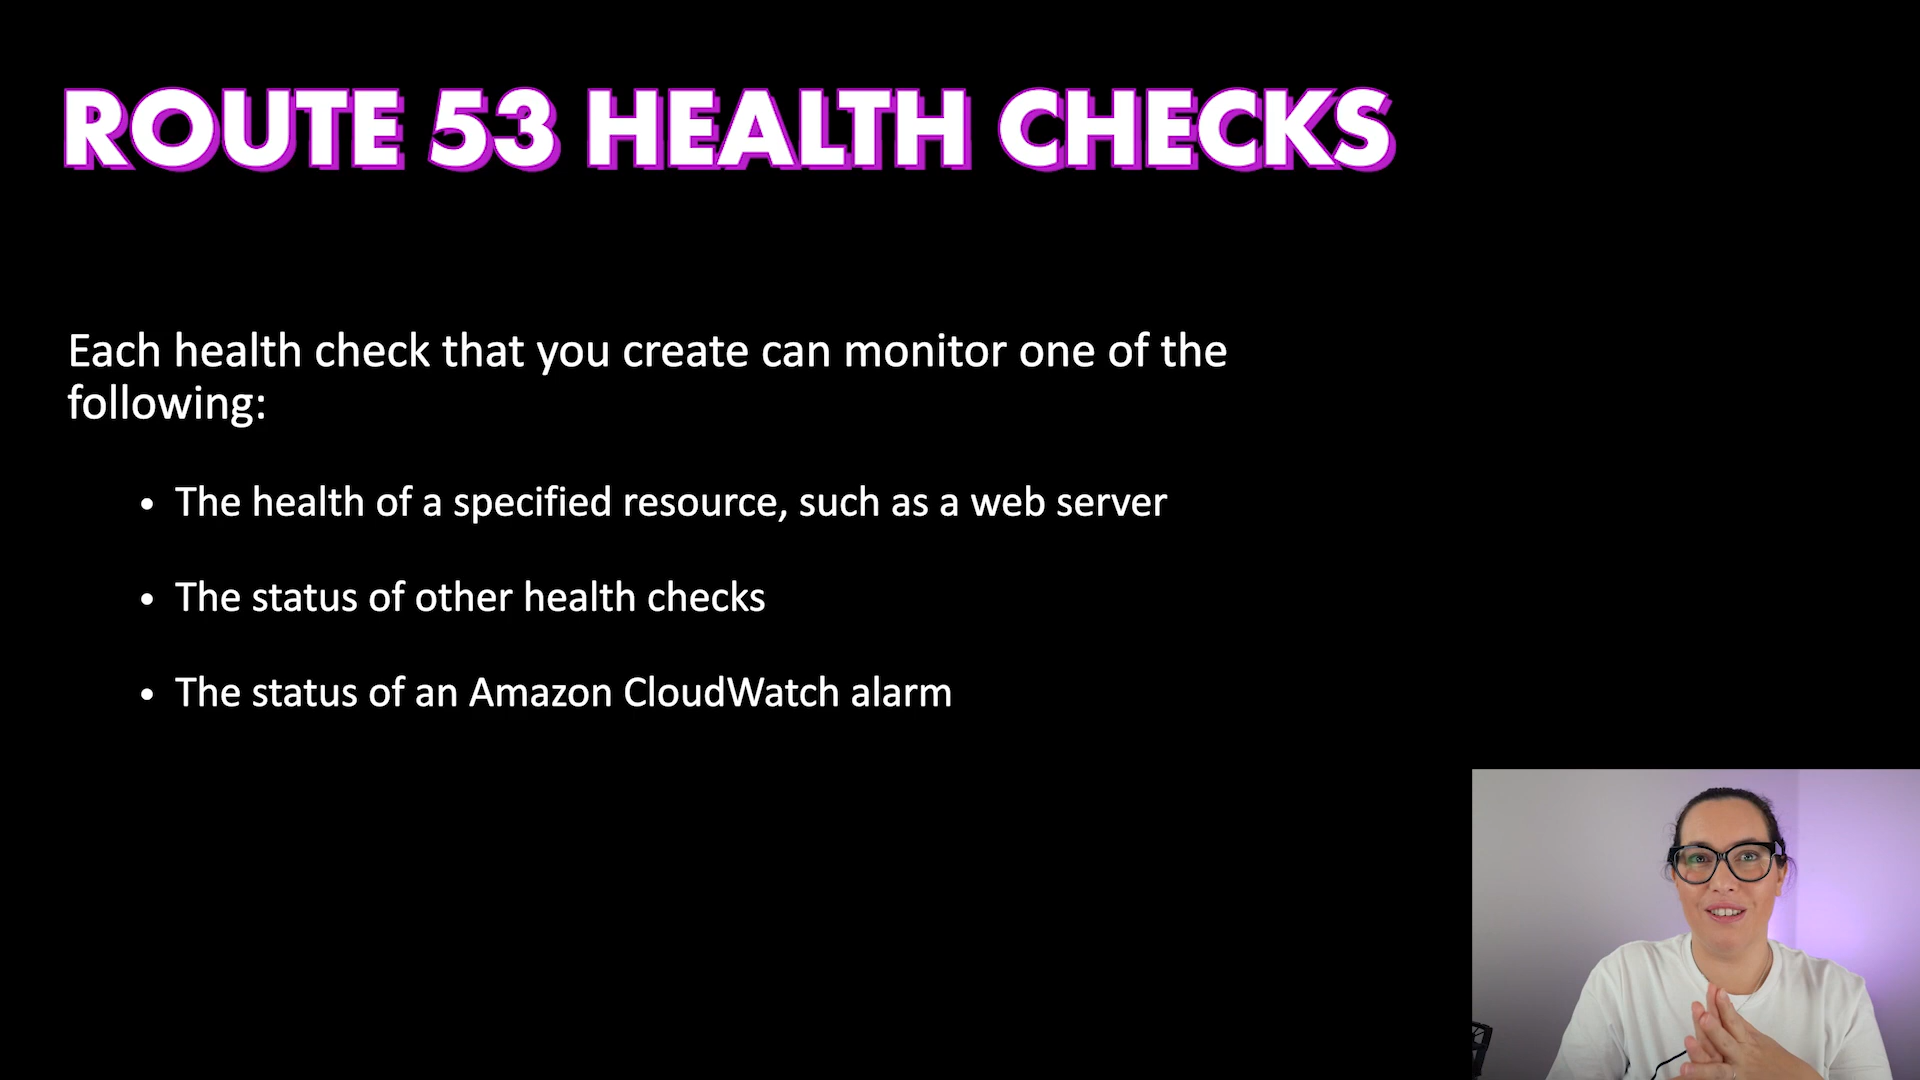 ROUTE 53 HEALTH CHECKS
Each health check that you create can monitor one of the
following:
• The health of a specified resource, such as a web server
• The status of other health checks
• The status of an Amazon CloudWatch alarm